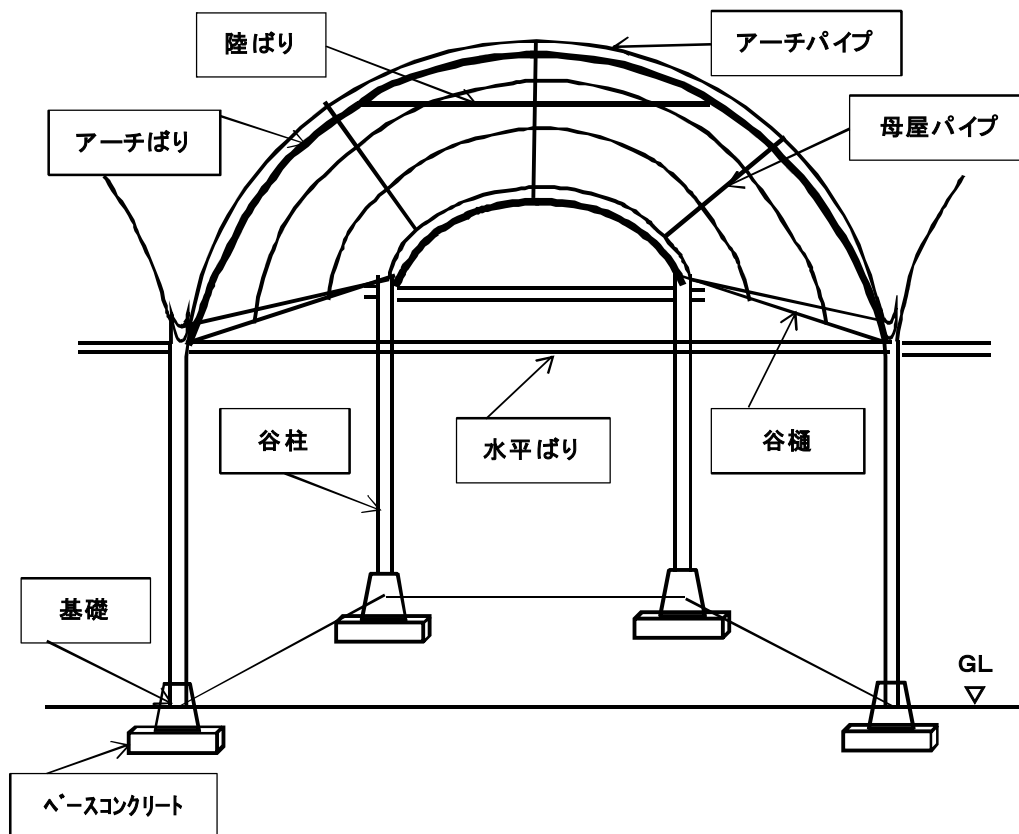 陸ばり
アーチパイプ
アーチばり
母屋パイプ
谷柱
水平ばり
谷樋
基礎
GL
ベースコンクリート